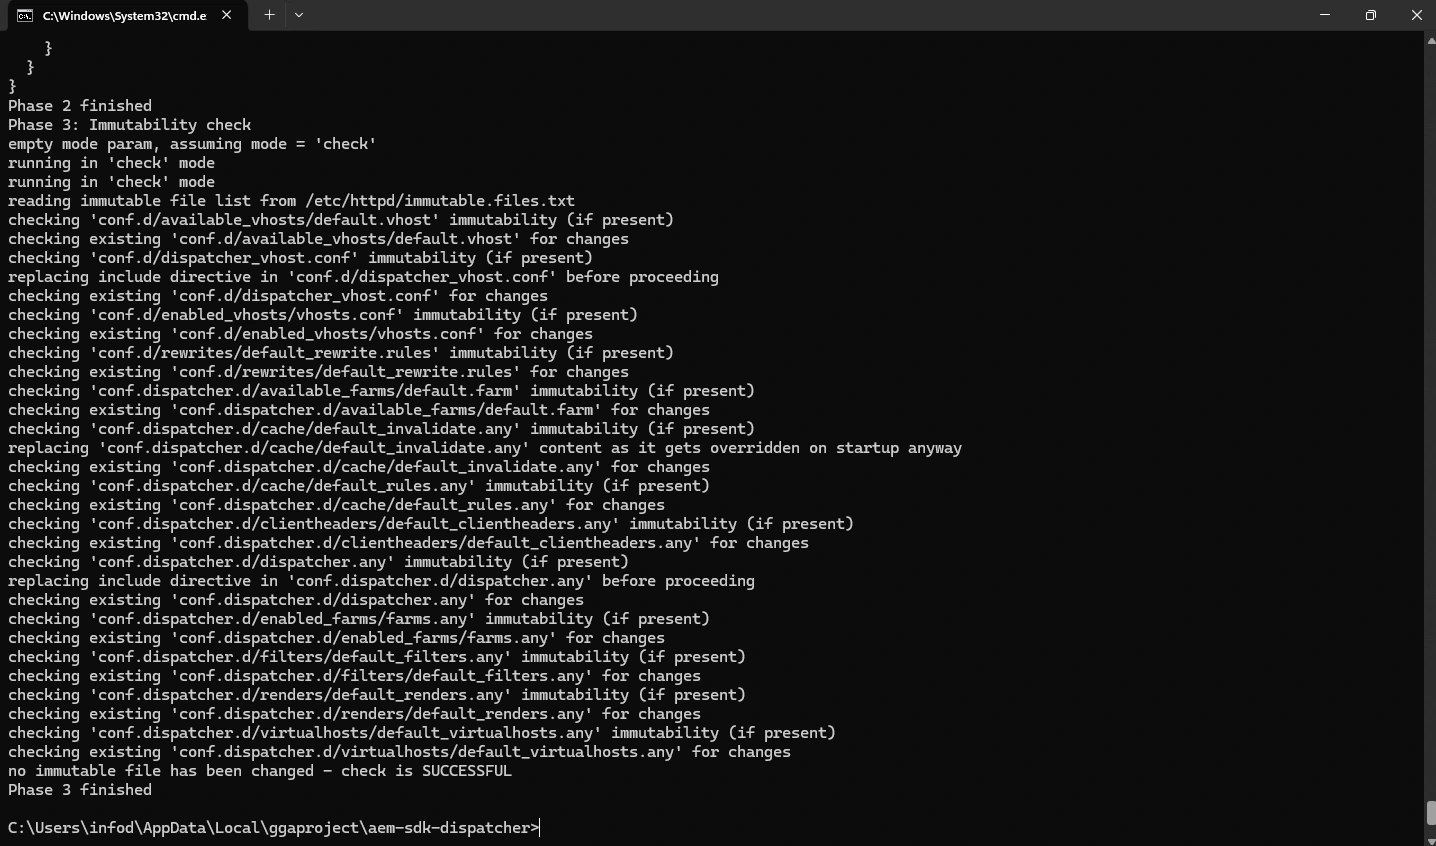 C:\Windows\System32\cmd.e
}
}
}
Phase 2 finished
Phase 3: Immutability check
empty mode param, assuming mode = 'check'
running in 'check' mode
running in 'check' mode
reading immutable file list from /etc/httpd/immutable.files.txt
checking 'conf.d/available_vhosts/default.vhost' immutability (if present)
checking existing 'conf.d/available_vhosts/default.vhost' for changes
checking 'conf.d/dispatcher_vhost.conf' immutability (if present)
replacing include directive in 'conf.d/dispatcher_vhost.conf' before proceeding
checking existing 'conf.d/dispatcher_vhost.conf' for changes
checking 'conf.d/enabled_vhosts/vhosts.conf' immutability (if present)
checking existing 'conf.d/enabled_vhosts/vhosts.conf' for changes
checking 'conf.d/rewrites/default_rewrite.rules' immutability (if present)
checking existing 'conf.d/rewrites/default_rewrite.rules' for changes
checking 'conf.dispatcher.d/available_farms/default.farm' immutability (if present)
checking existing 'conf.dispatcher.d/available_farms/default.farm' for changes
checking 'conf.dispatcher.d/cache/default_invalidate.any' immutability (if present)
replacing 'conf.dispatcher.d/cache/default_invalidate.any' content as it gets overridden on startup anyway
checking existing 'conf.dispatcher.d/cache/default_invalidate.any' for changes
checking 'conf.dispatcher.d/cache/default_rules.any' immutability (if present)
checking existing 'conf.dispatcher.d/cache/default_rules.any' for changes
checking 'conf.dispatcher.d/clientheaders/default_clientheaders.any' immutability (if present)
checking existing 'conf.dispatcher.d/clientheaders/default_clientheaders.any' for changes
checking 'conf.dispatcher.d/dispatcher.any' immutability (if present)
replacing include directive in 'conf.dispatcher.d/dispatcher.any' before proceeding
checking existing 'conf.dispatcher.d/dispatcher.any' for changes
checking 'conf.dispatcher.d/enabled_farms/farms.any' immutability (if present)
checking existing 'conf.dispatcher.d/enabled_farms/farms.any' for changes
checking 'conf.dispatcher.d/filters/default_filters.any' immutability (if present)
checking existing 'conf.dispatcher.d/filters/default_filters.any' for changes
checking 'conf.dispatcher.d/renders/default_renders.any' immutability (if present)
checking existing 'conf.dispatcher.d/renders/default_renders.any' for changes
checking 'conf.dispatcher.d/virtualhosts/default_virtualhosts.any' immutability (if present)
checking existing 'conf.dispatcher.d/virtualhosts/default_virtualhosts.any' for changes
no immutable file has been changed - check is SUCCESSFUL
Phase 3 finished
C:\Users\infod\AppData\Local\ggaproject\aem-sdk-dispatcher>